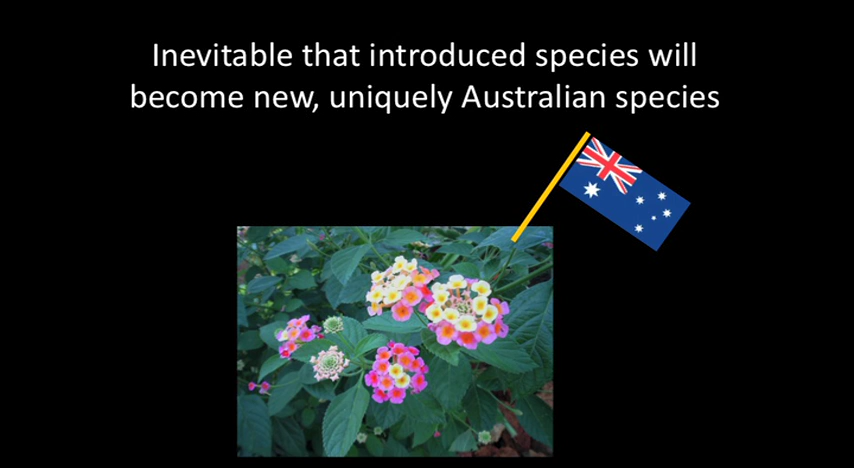 Inevitable that introduced species will
become new, uniquely Australian species